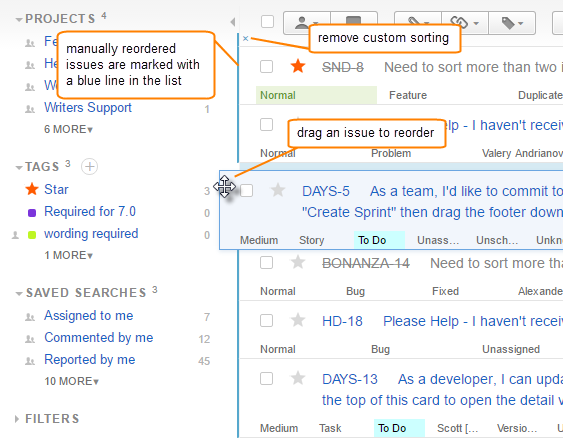 PROJECTS 4
Fe
He
W
Writers Support 1
6 MORE▾
manually reordered
issues are marked with
a blue line in the list
TAGS 3
Star 3
Required for 7.0 0
wording required 0
1 MORE▾
SAVED SEARCHES 3
Assigned to me 7
Commented by me 12
Reported by me 45
10 MORE▾
FILTERS
×
remove custom sorting
SND-8 Need to sort more than two i
Normal Feature Duplicate
drag an issue to reorder
elp - I haven't recei
Normal Problem Valery Andrianov
DAYS-5 As a team, I'd like to commit to
"Create Sprint" then drag the footer down
Medium Story To Do Unass... Unsch... Unkn
BONANZA-14 Need to sort more tha
Normal Bug Fixed Alexande
HD-18 Please Help - I haven't recei
Normal Bug Unassigned
DAYS-13 As a developer, I can upda
the top of this card to open the detail v
Medium Task To Do Scott [... Versio... U